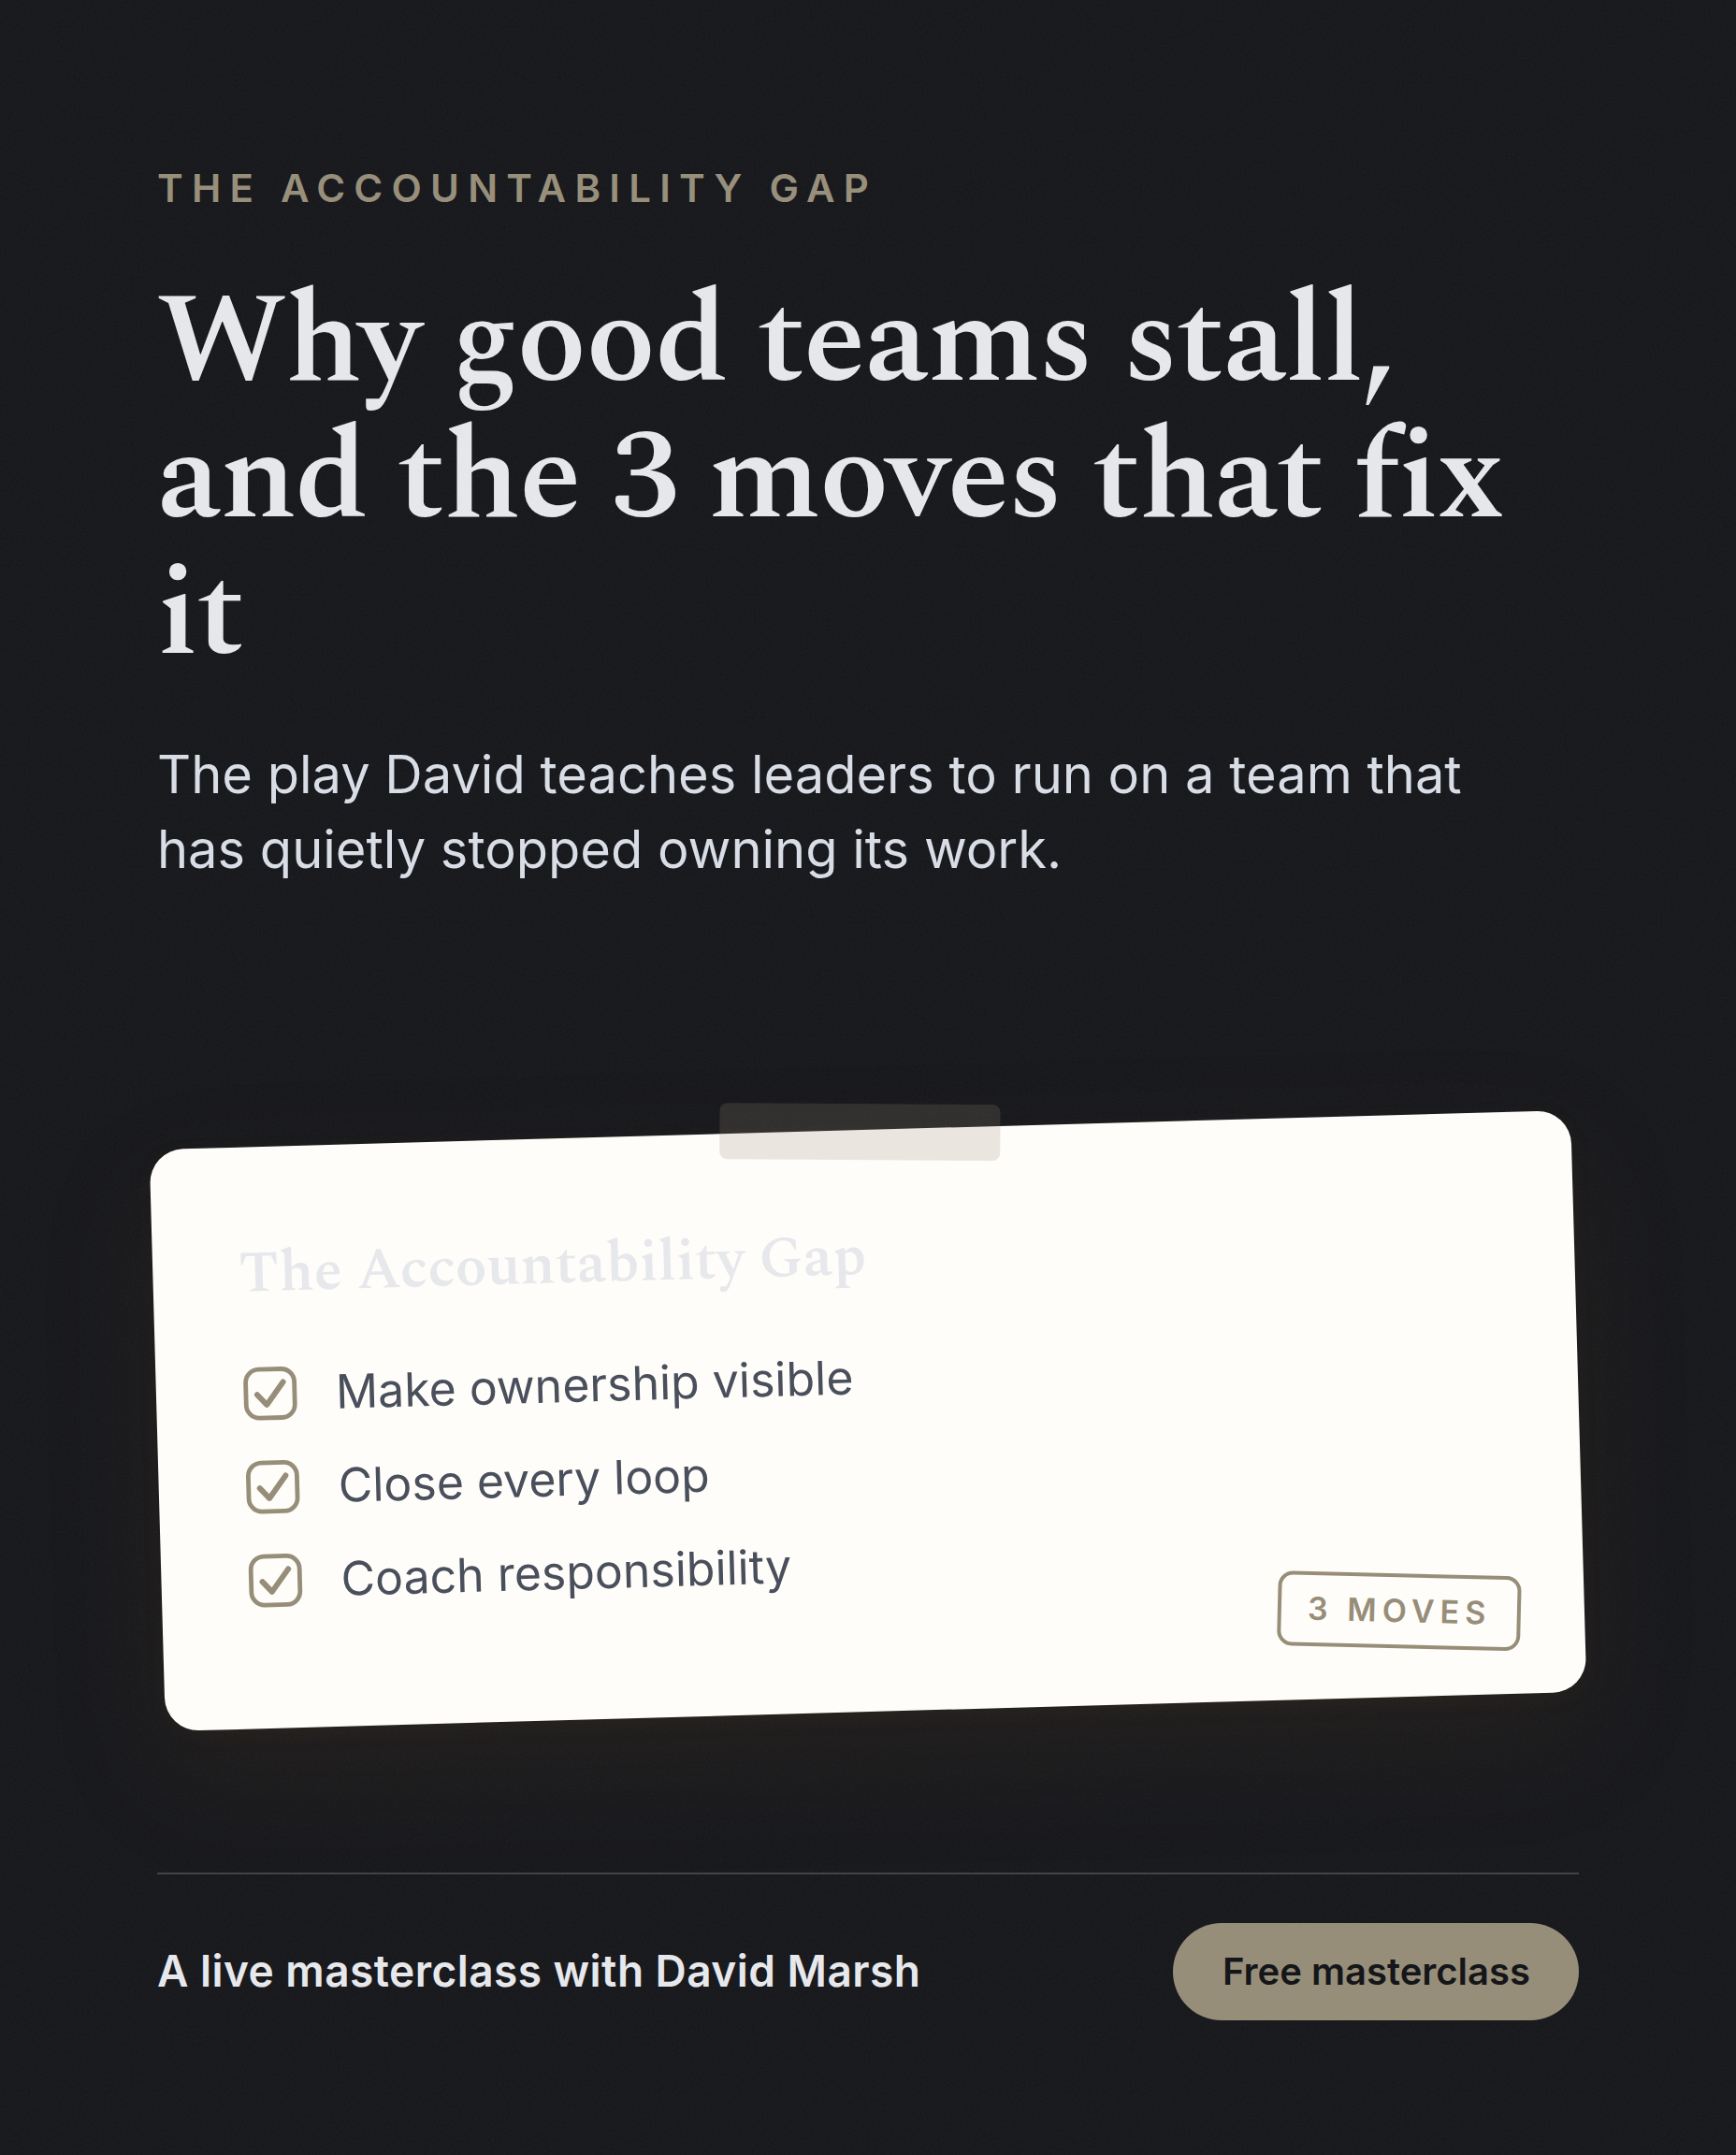 THE ACCOUNTABILITY GAP
Why good teams stall,
and the 3 moves that fix
it
The play David teaches leaders to run on a team that
has quietly stopped owning its work.
The Accountability Gap
Make ownership visible
Close every loop
Coach responsibility
3 MOVES
A live masterclass with David Marsh
Free masterclass